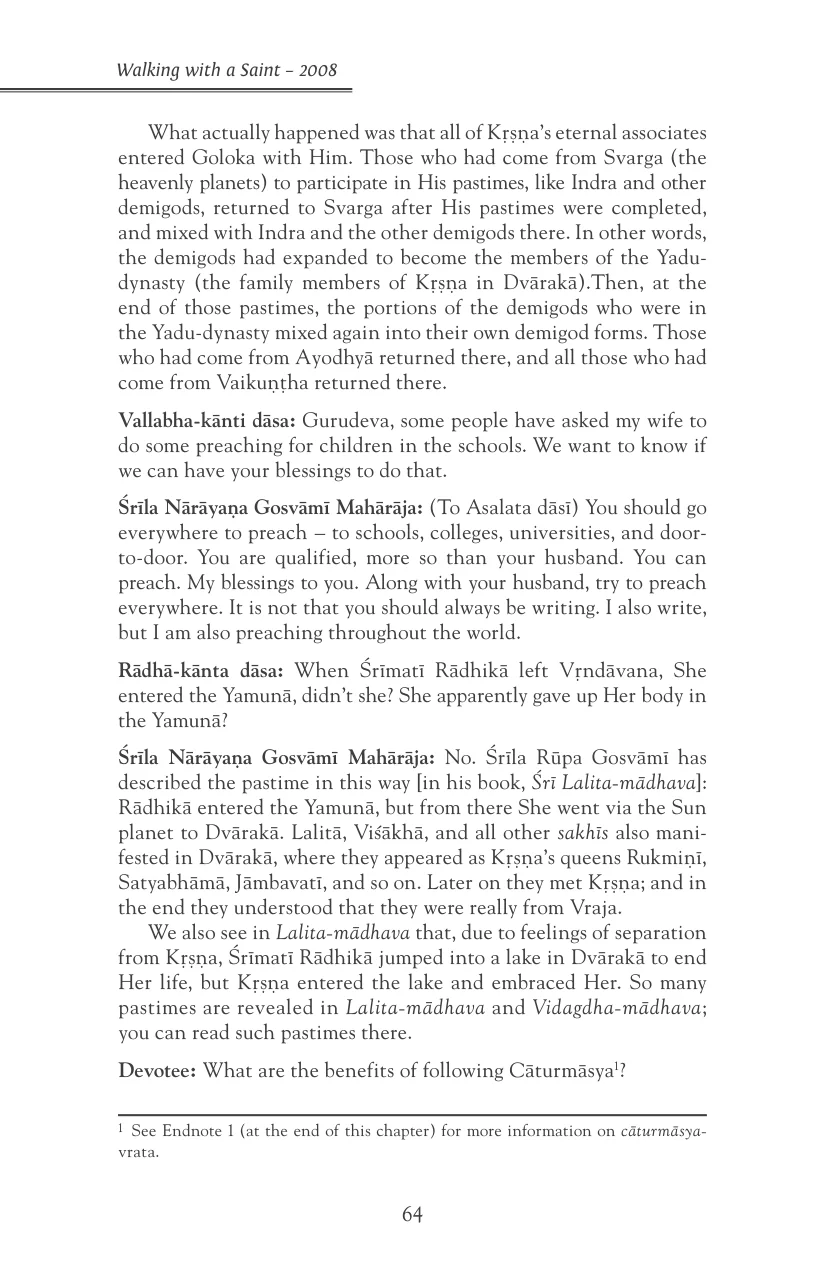 Walking with a Saint – 2008
What actually happened was that all of Kṛṣṇa’s eternal associates
entered Goloka with Him. Those who had come from Svarga (the
heavenly planets) to participate in His pastimes, like Indra and other
demigods, returned to Svarga after His pastimes were completed,
and mixed with Indra and the other demigods there. In other words,
the demigods had expanded to become the members of the Yadu-
dynasty (the family members of Kṛṣṇa in Dvārakā).Then, at the
end of those pastimes, the portions of the demigods who were in
the Yadu-dynasty mixed again into their own demigod forms. Those
who had come from Ayodhyā returned there, and all those who had
come from Vaikuṇṭha returned there.
Vallabha-kānti dāsa: Gurudeva, some people have asked my wife to
do some preaching for children in the schools. We want to know if
we can have your blessings to do that.
Śrīla Nārāyaṇa Gosvāmī Mahārāja: (To Asalata dāsī) You should go
everywhere to preach – to schools, colleges, universities, and door-
to-door. You are qualified, more so than your husband. You can
preach. My blessings to you. Along with your husband, try to preach
everywhere. It is not that you should always be writing. I also write,
but I am also preaching throughout the world.
Rādhā-kānta dāsa: When Śrīmatī Rādhikā left Vṛndāvana, She
entered the Yamunā, didn’t she? She apparently gave up Her body in
the Yamunā?
Śrīla Nārāyaṇa Gosvāmī Mahārāja: No. Śrīla Rūpa Gosvāmī has
described the pastime in this way [in his book, Śrī Lalita-mādhava]:
Rādhikā entered the Yamunā, but from there She went via the Sun
planet to Dvārakā. Lalitā, Viśākhā, and all other sakhīs also mani-
fested in Dvārakā, where they appeared as Kṛṣṇa’s queens Rukmiṇī,
Satyabhāmā, Jāmbavatī, and so on. Later on they met Kṛṣṇa; and in
the end they understood that they were really from Vraja.
We also see in Lalita-mādhava that, due to feelings of separation
from Kṛṣṇa, Śrīmatī Rādhikā jumped into a lake in Dvārakā to end
Her life, but Kṛṣṇa entered the lake and embraced Her. So many
pastimes are revealed in Lalita-mādhava and Vidagdha-mādhava;
you can read such pastimes there.
Devotee: What are the benefits of following Cāturmāsya¹?
¹ See Endnote 1 (at the end of this chapter) for more information on cāturmāsya-
vrata.
64